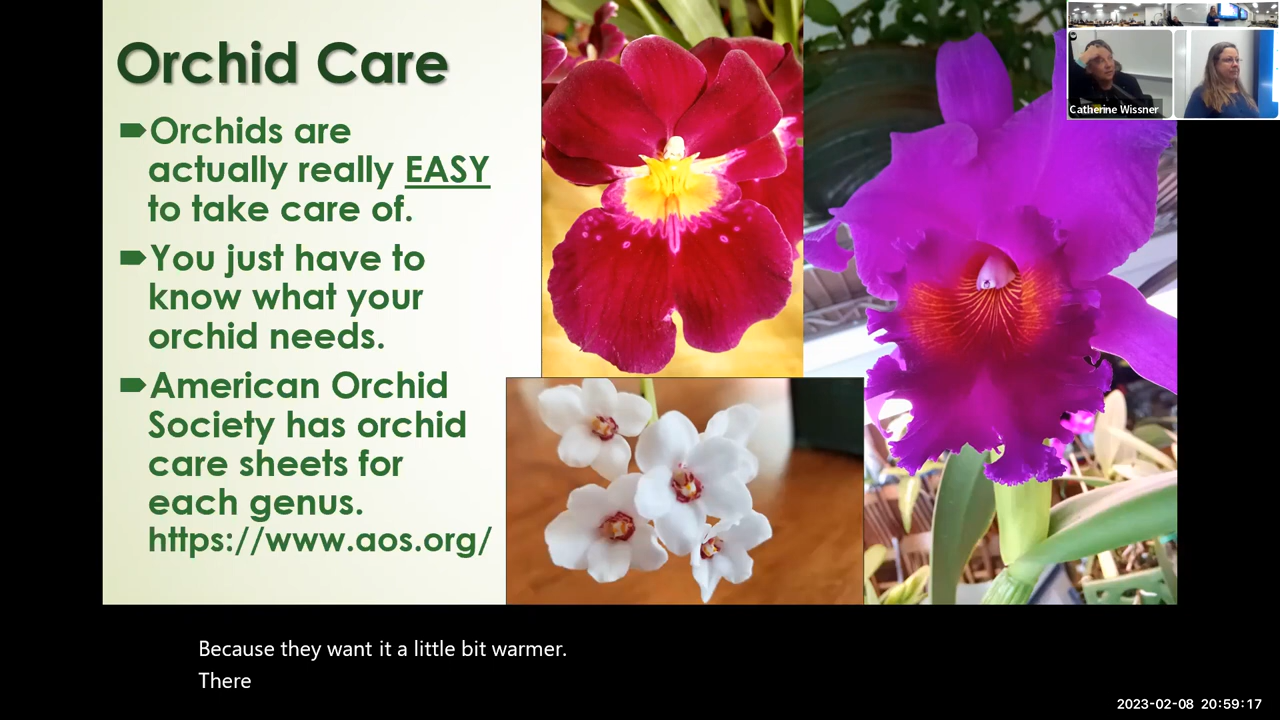 Orchid Care
Orchids are
actually really EASY
to take care of.
You just have to
know what your
orchid needs.
American Orchid
Society has orchid
care sheets for
each genus.
https://www.aos.org/
Catherine Wissner
Because they want it a little bit warmer.
There
2023-02-08 20:59:17